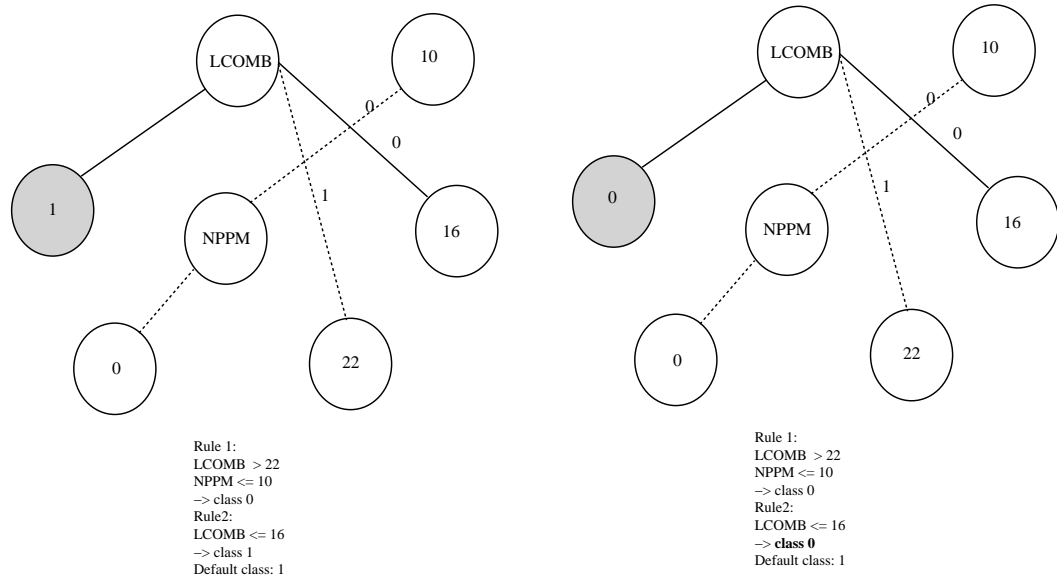 LCOMB
10
0
0
1
1
NPPM
16
0
22
Rule 1:
LCOMB > 22
NPPM <= 10
–> class 0
Rule2:
LCOMB <= 16
–> class 1
Default class: 1
LCOMB
10
0
0
0
1
NPPM
16
0
22
Rule 1:
LCOMB > 22
NPPM <= 10
–> class 0
Rule2:
LCOMB <= 16
–> class 0
Default class: 1